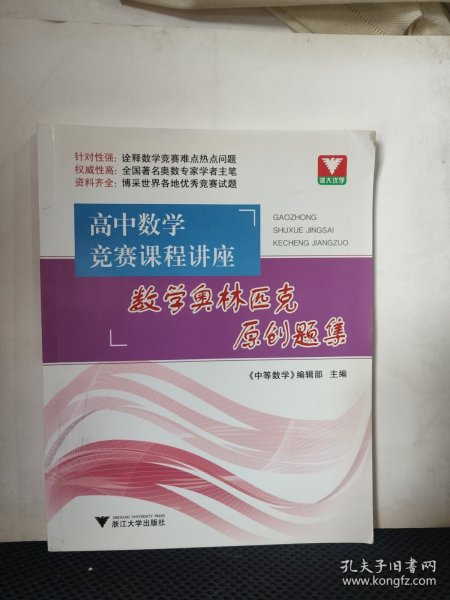 针对性强：诠释数学竞赛难点热点问题
权威性高：全国著名奥数专家学者主笔
资料齐全：博采世界各地优秀竞赛试题
浙大优学
高中数学
竞赛课程讲座
GAOZHONG
SHUXUE JINGSAI
KECHENG JIANGZUO
数学奥林匹克
原创题集
《中等数学》编辑部 主编
ZHEJIANG UNIVERSITY PRESS
浙江大学出版社
孔夫子旧书网
www.kongfz.com